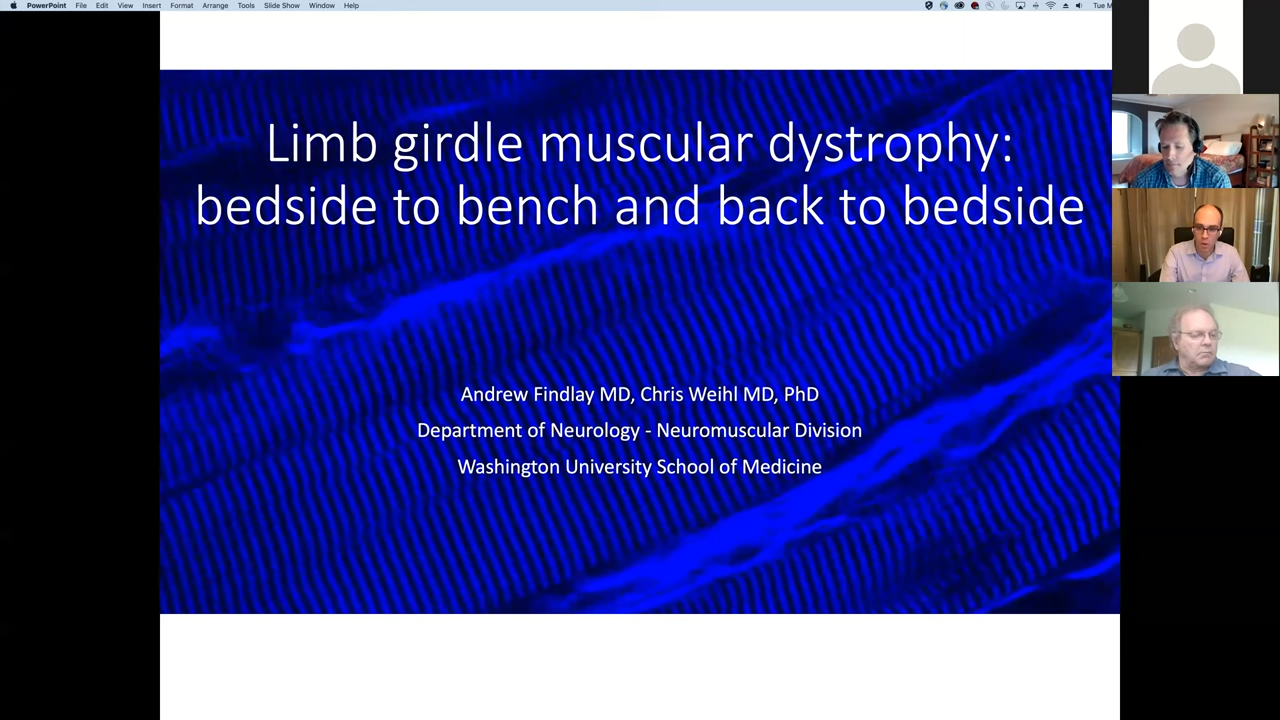 PowerPoint File Edit View Insert Format Arrange Tools Slide Show Window Help Tue M
Limb girdle muscular dystrophy:
bedside to bench and back to bedside
Andrew Findlay MD, Chris Weihl MD, PhD
Department of Neurology - Neuromuscular Division
Washington University School of Medicine